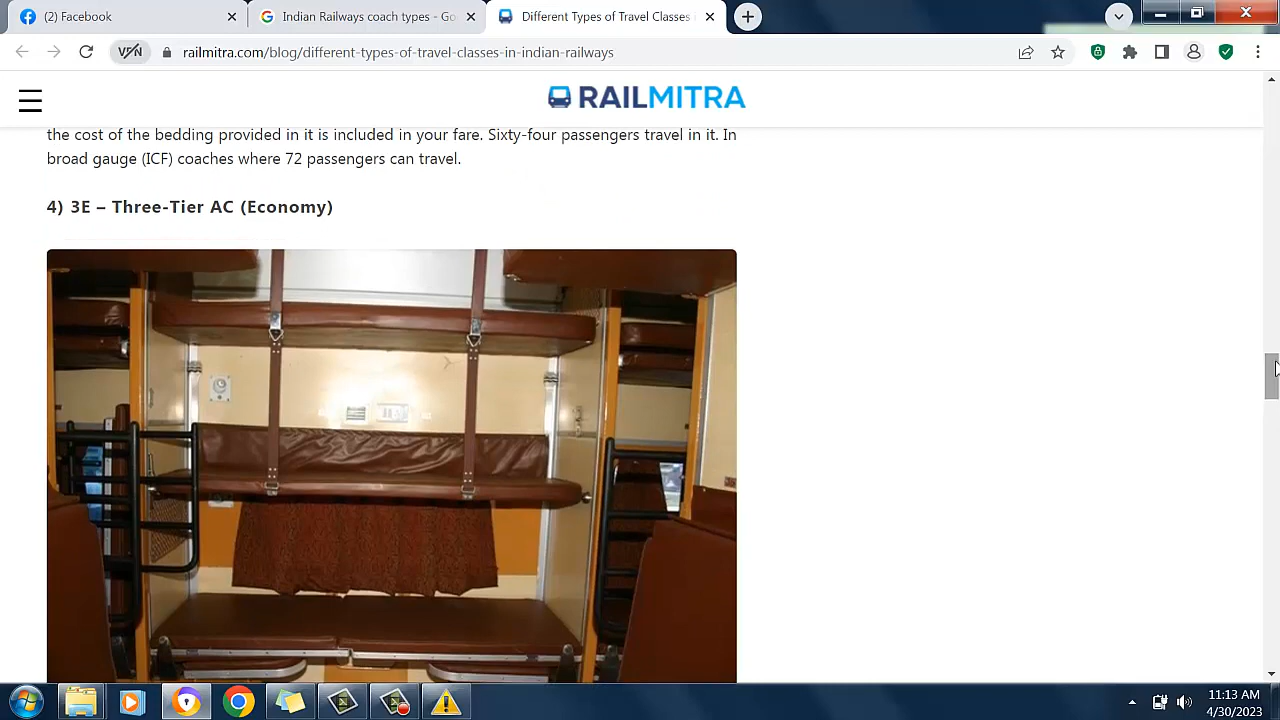 (2) Facebook
Indian Railways coach types - G
Different Types of Travel Classes
VPN
railmitra.com/blog/different-types-of-travel-classes-in-indian-railways
RAILMITRA
the cost of the bedding provided in it is included in your fare. Sixty-four passengers travel in it. In
broad gauge (ICF) coaches where 72 passengers can travel.
4) 3E – Three-Tier AC (Economy)
11:13 AM
4/30/2023